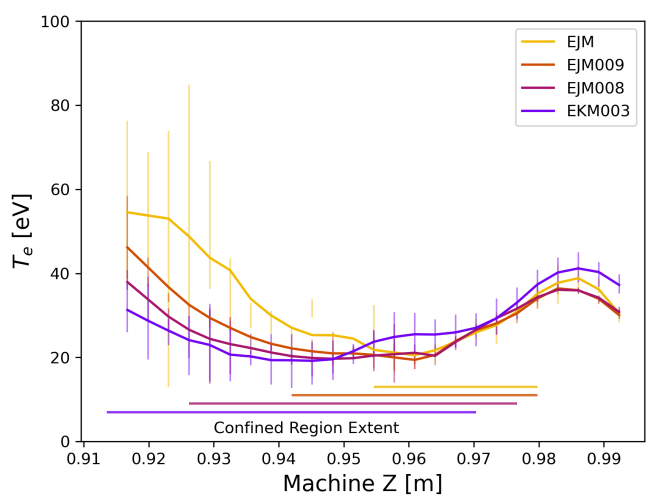 100
80
60
40
20
0
T_e [eV]
EJM
EJM009
EJM008
EKM003
Confined Region Extent
0.91 0.92 0.93 0.94 0.95 0.96 0.97 0.98 0.99
Machine Z [m]